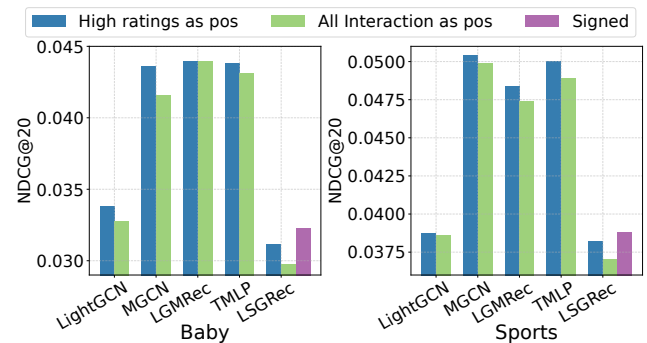 High ratings as pos All Interaction as pos Signed
NDCG@20
0.045
0.040
0.035
0.030
LightGCN MGCN LGMRec TMLP LSGRec
Baby
NDCG@20
0.0500
0.0475
0.0450
0.0425
0.0400
0.0375
LightGCN MGCN LGMRec TMLP LSGRec
Sports